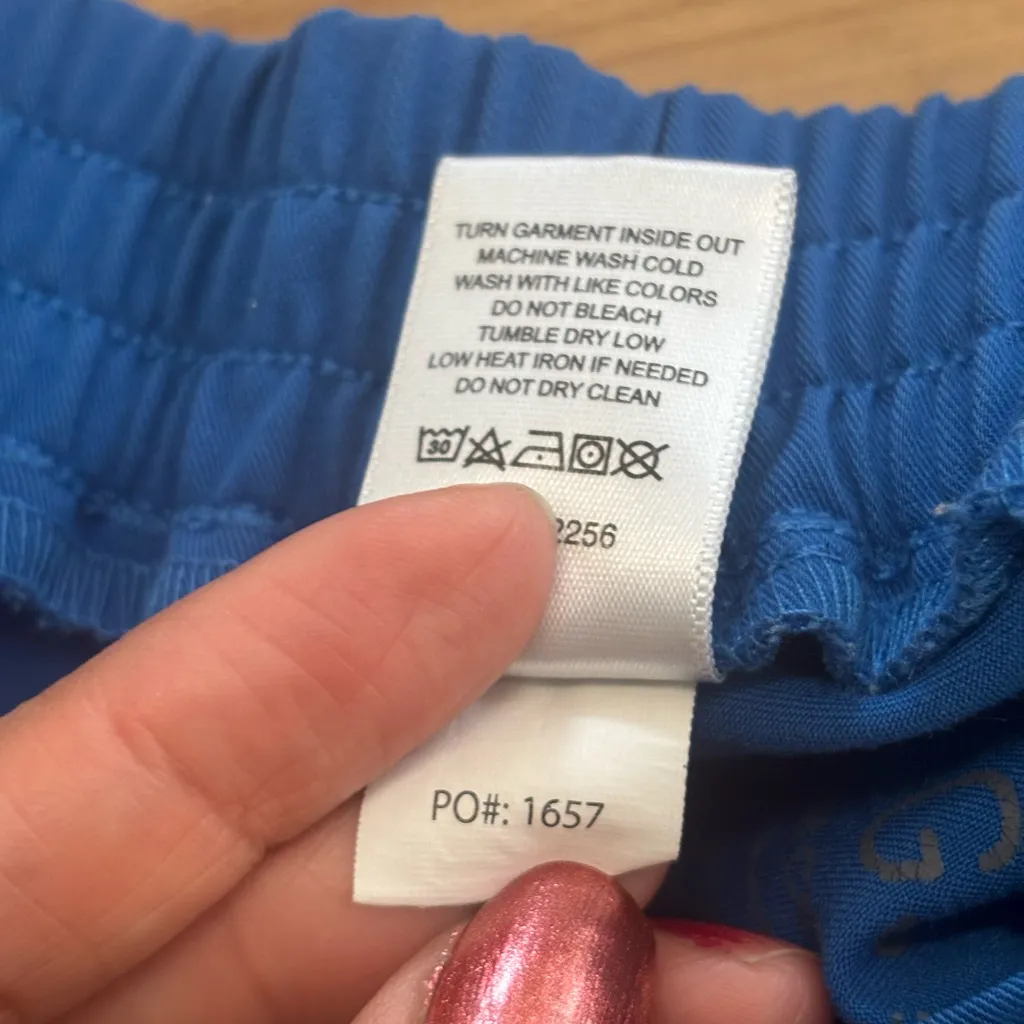 TURN GARMENT INSIDE OUT
MACHINE WASH COLD
WASH WITH LIKE COLORS
DO NOT BLEACH
TUMBLE DRY LOW
LOW HEAT IRON IF NEEDED
DO NOT DRY CLEAN
30
2256
PO#: 1657